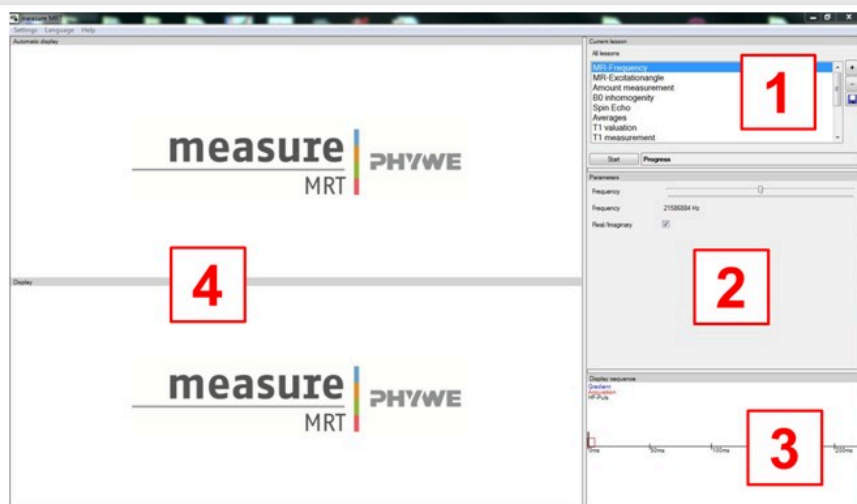 measure MRT
Settings Language Help
Automatic display
measure
MRT
PHYWE
4
Display
measure
MRT
PHYWE
Current lesson
All lessons
MR-Frequency
MR-Excitationangle
Amount measurement
B0 inhomogenity
Spin Echo
Averages
T1 valuation
T1 measurement
1
Start Progress
Parameters
Frequency
Frequency 21586884 Hz
Real/Imaginary
2
Display sequence
Gradient
Acquisition
HF-Puls
3
0ms 50ms 100ms 200ms